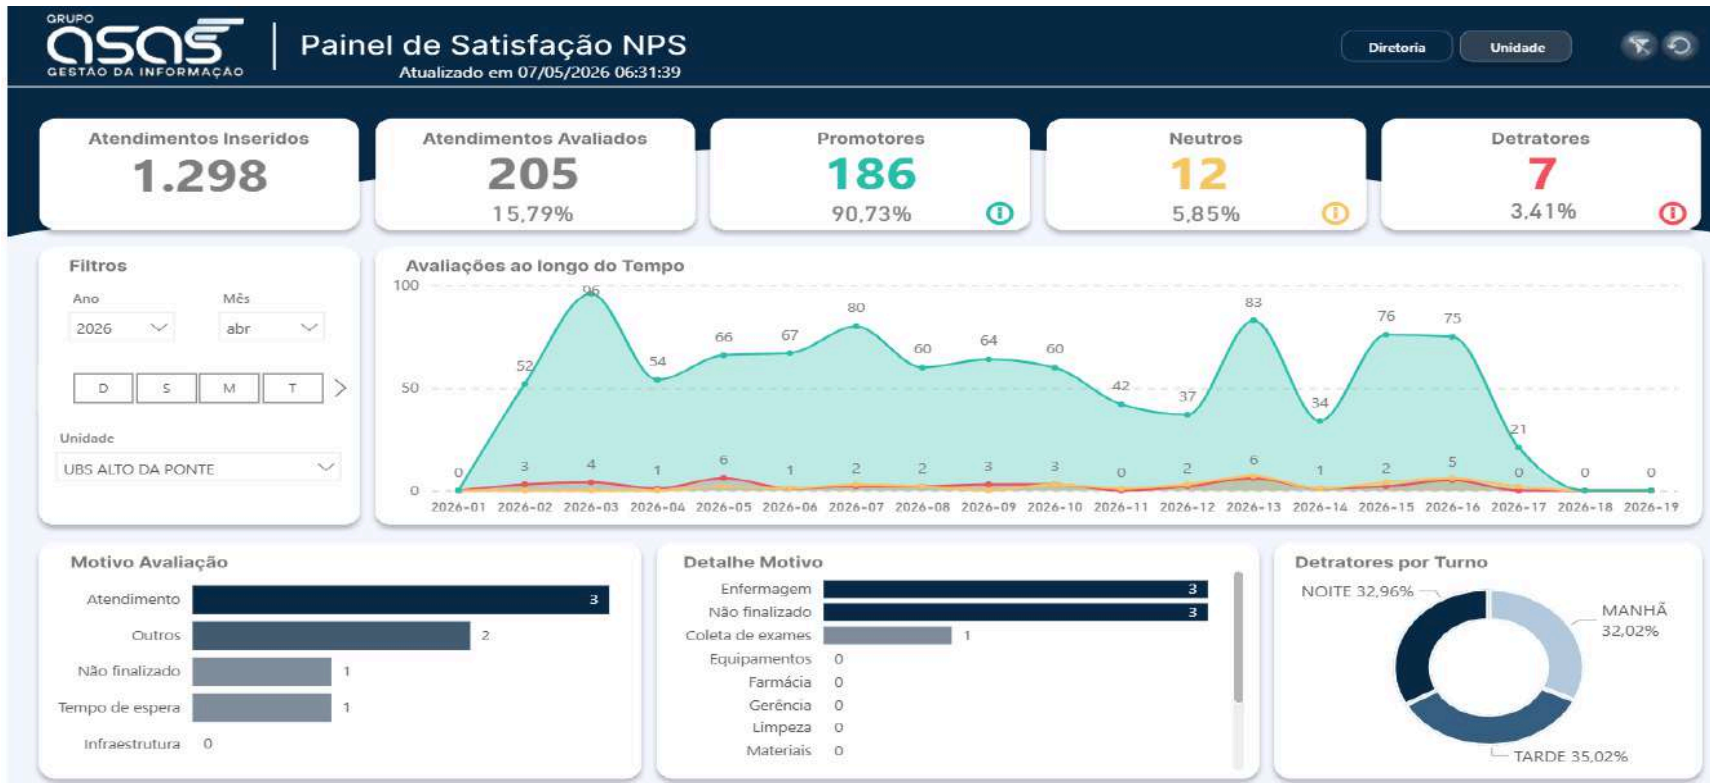 GRUPO
asas
GESTÃO DA INFORMAÇÃO
Painel de Satisfação NPS
Atualizado em 07/05/2026 06:31:39
Diretoria
Unidade
Atendimentos Inseridos
1.298
Atendimentos Avaliados
205
15,79%
Promotores
186
90,73%
Neutros
12
5,85%
Detratores
7
3,41%
Filtros
Ano
Mês
2026
abr
D S M T
Unidade
UBS ALTO DA PONTE
Avaliações ao longo do Tempo
100
50
0
0 52 96 54 66 67 80 60 64 60 42 37 83 34 76 75 21 0 0
3 4 1 6 1 2 2 3 3 0 2 6 1 2 5 0
2026-01 2026-02 2026-03 2026-04 2026-05 2026-06 2026-07 2026-08 2026-09 2026-10 2026-11 2026-12 2026-13 2026-14 2026-15 2026-16 2026-17 2026-18 2026-19
Motivo Avaliação
Atendimento 3
Outros 2
Não finalizado 1
Tempo de espera 1
Infraestrutura 0
Detalhe Motivo
Enfermagem 3
Não finalizado 3
Coleta de exames 1
Equipamentos 0
Farmácia 0
Gerência 0
Limpeza 0
Materiais 0
Detratores por Turno
NOITE 32,96%
MANHÃ
32,02%
TARDE 35,02%